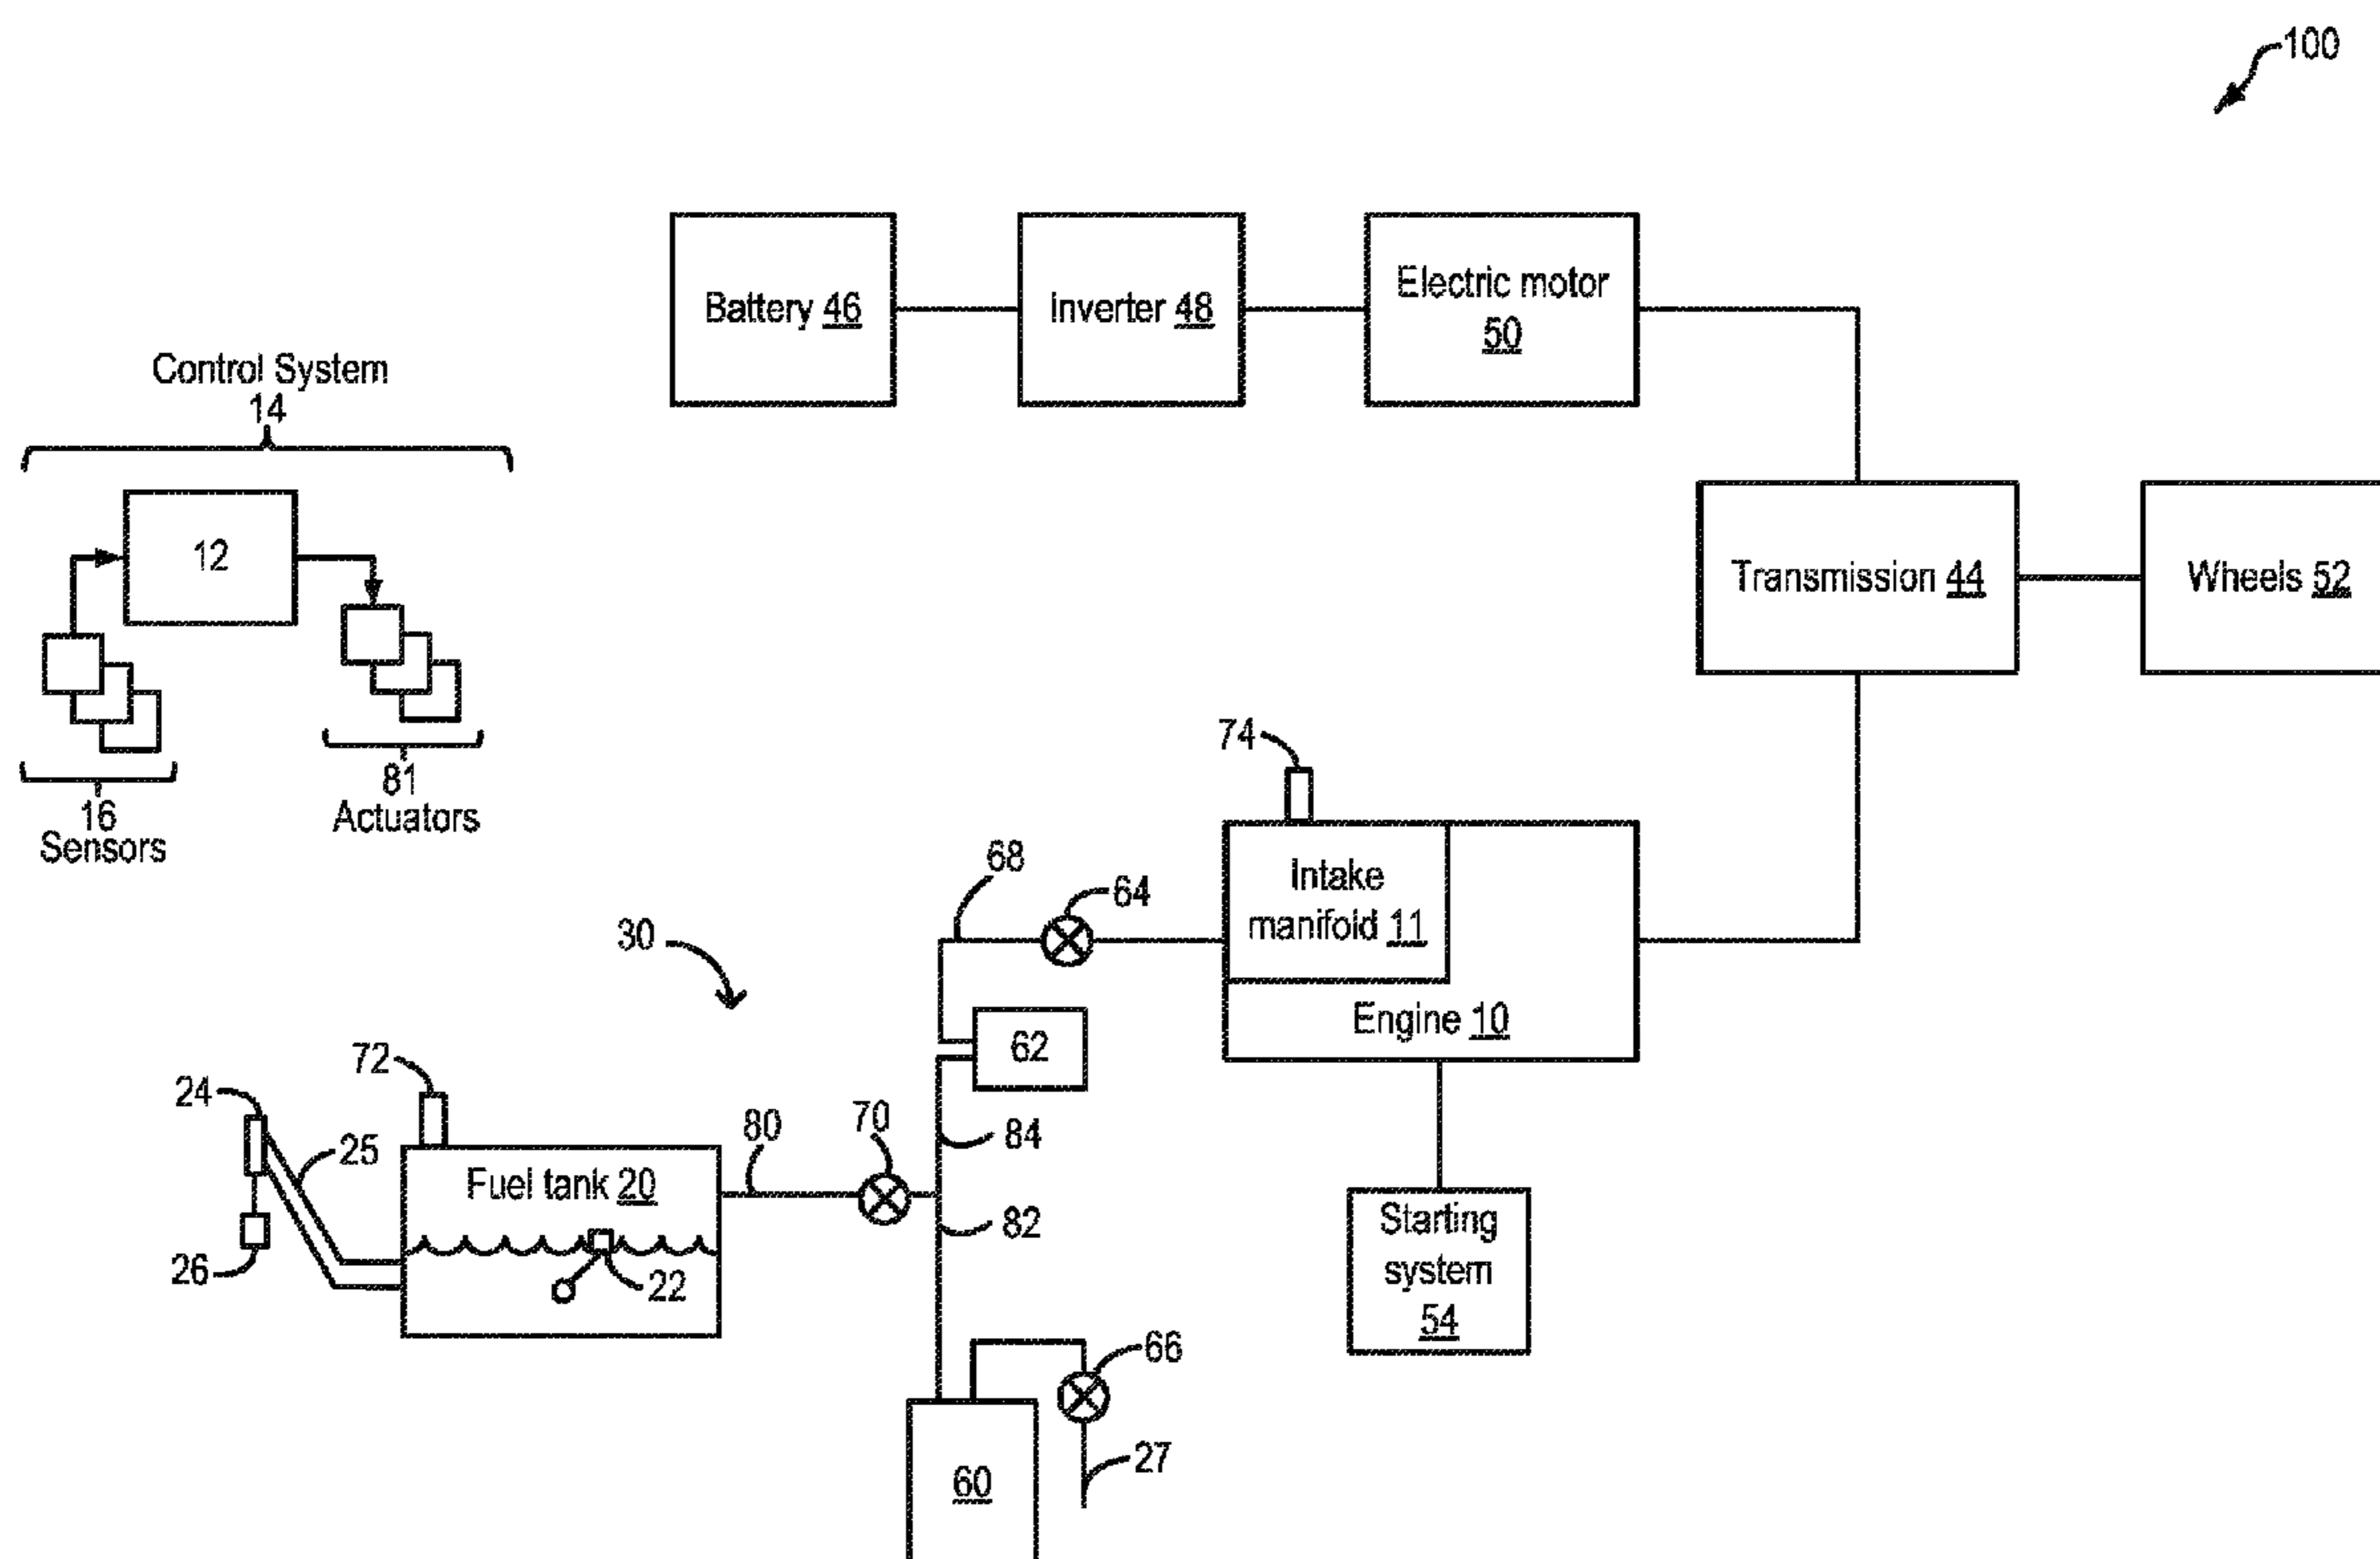 100
Battery 46
Inverter 48
Electric motor
50
Control System
14
12
Transmission 44
Wheels 52
16
Sensors
81
Actuators
74
68
64
Intake
manifold 11
30
Engine 10
62
72
24
25
80
70
84
Fuel tank 20
82
26
22
Starting
system
54
66
60
27